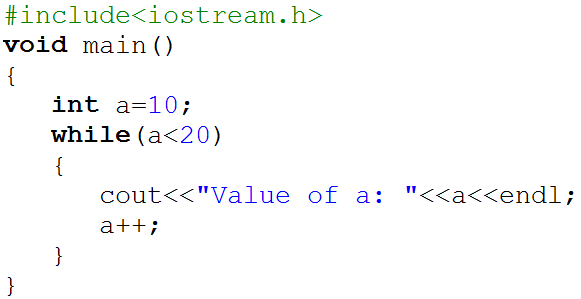 #include<iostream.h>
void main()
{
   int a=10;
   while(a<20)
   {
      cout<<"Value of a: "<<a<<endl;
      a++;
   }
}